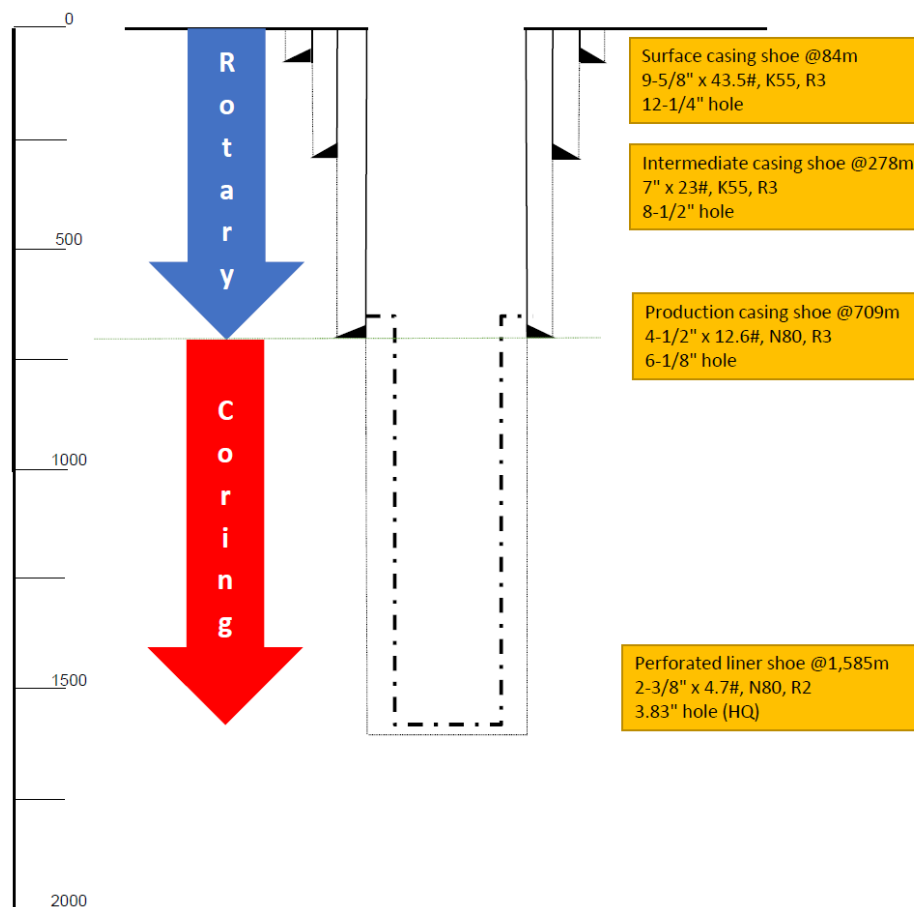 0
500
1000
1500
2000
Rotary
Coring
Surface casing shoe @84m
9-5/8" x 43.5#, K55, R3
12-1/4" hole
Intermediate casing shoe @278m
7" x 23#, K55, R3
8-1/2" hole
Production casing shoe @709m
4-1/2" x 12.6#, N80, R3
6-1/8" hole
Perforated liner shoe @1,585m
2-3/8" x 4.7#, N80, R2
3.83" hole (HQ)